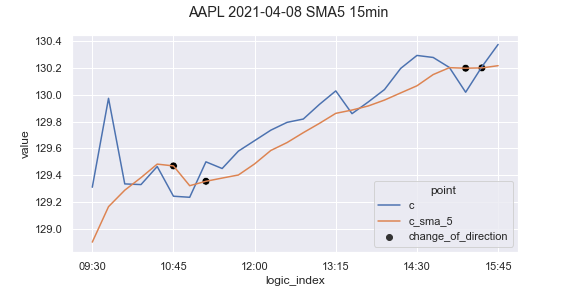 AAPL 2021-04-08 SMA5 15min
130.4
130.2
130.0
129.8
129.6
129.4
129.2
129.0
value
point
c
c_sma_5
change_of_direction
09:30
10:45
12:00
13:15
14:30
15:45
logic_index